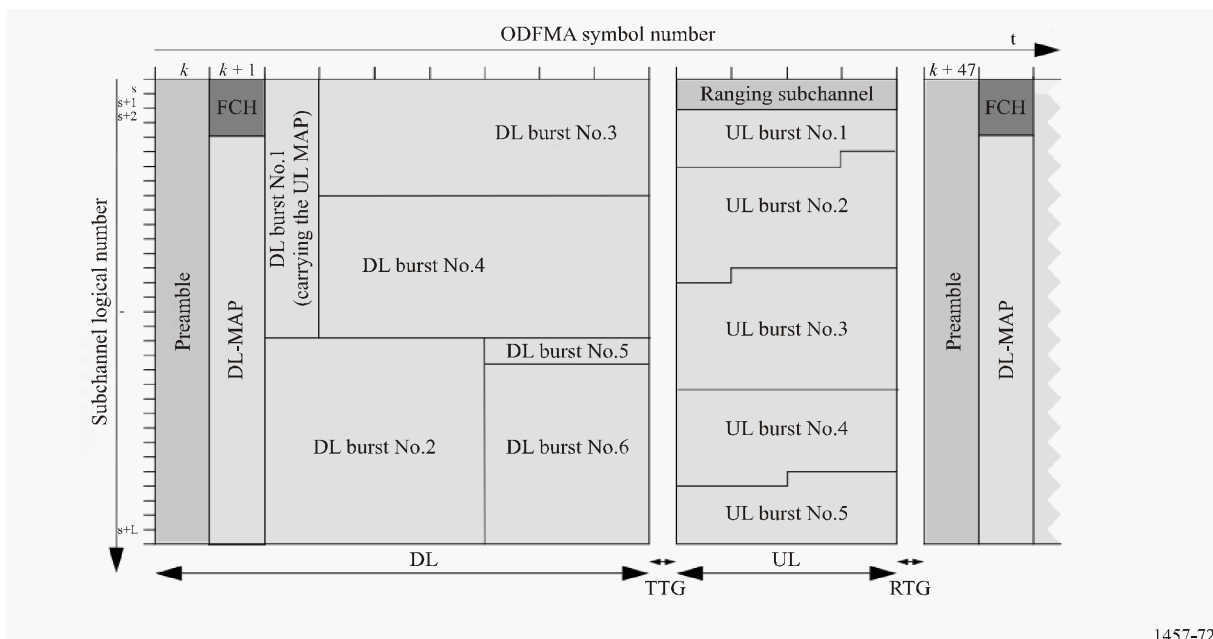 ODFMA symbol number
t
k
k + 1
k + 47
s
s+1
s+2
-
s+L
Subchannel logical number
Preamble
FCH
DL-MAP
DL burst No.1
(carrying the UL MAP)
DL burst No.3
DL burst No.4
DL burst No.5
DL burst No.2
DL burst No.6
Ranging subchannel
UL burst No.1
UL burst No.2
UL burst No.3
UL burst No.4
UL burst No.5
Preamble
FCH
DL-MAP
DL
TTG
UL
RTG
1457-72